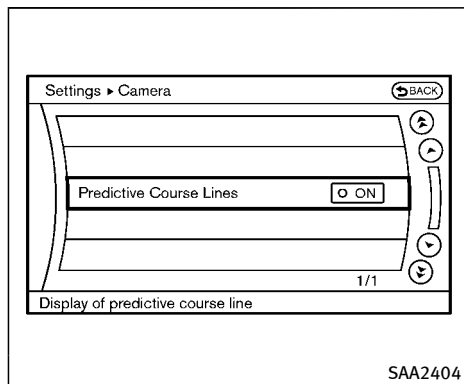 Settings ▸ Camera
BACK
Predictive Course Lines
ON
1/1
Display of predictive course line
SAA2404